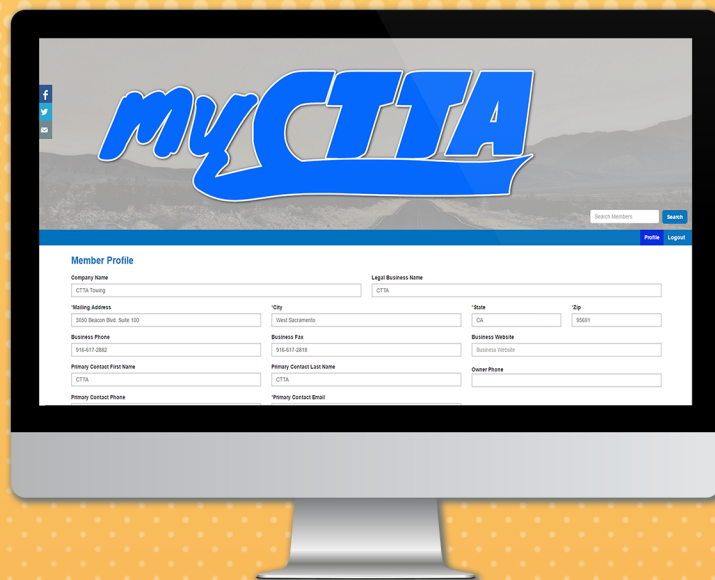 myCTTA
Search Members
Search
Profile
Logout
Member Profile
Company Name
Legal Business Name
CTTA Towing
CTTA
*Mailing Address
*City
*State
*Zip
3050 Beacon Blvd. Suite 100
West Sacramento
CA
95691
Business Phone
Business Fax
Business Website
916-617-2882
916-617-2818
Business Website
Primary Contact First Name
Primary Contact Last Name
Owner Phone
CTTA
CTTA
Primary Contact Phone
*Primary Contact Email